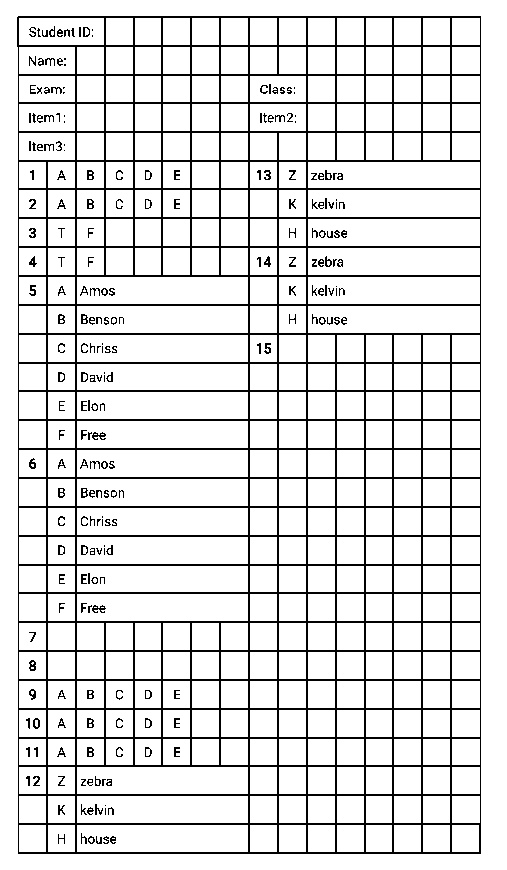 Student ID:
Name:
Exam: Class:
Item1: Item2:
Item3:
1 A B C D E
2 A B C D E
3 T F
4 T F
5 A Amos
B Benson
C Chriss
D David
E Elon
F Free
6 A Amos
B Benson
C Chriss
D David
E Elon
F Free
7
8
9 A B C D E
10 A B C D E
11 A B C D E
12 Z zebra
K kelvin
H house
13 Z zebra
K kelvin
H house
14 Z zebra
K kelvin
H house
15